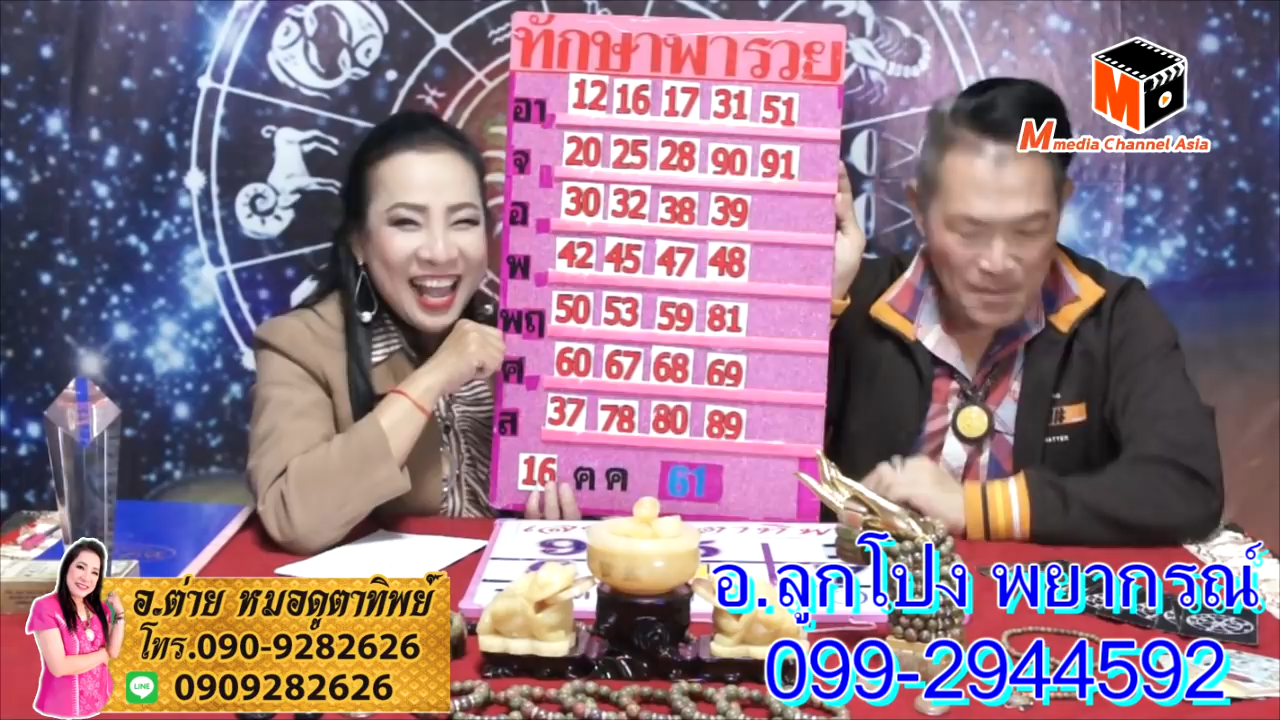 ทักษาพารวย
อา 12 16 17 31 51
จ 20 25 28 90 91
อ 30 32 38 39
พ 42 45 47 48
พฤ 50 53 59 81
ศ 60 67 68 69
ส 37 78 80 89
16 ต ค 61
M
Mmedia Channel Asia
อ.ต่าย หมอดูตาทิพย์
โทร.090-9282626
LINE 0909282626
อ.ลูกโป่ง พยากรณ์
099-2944592